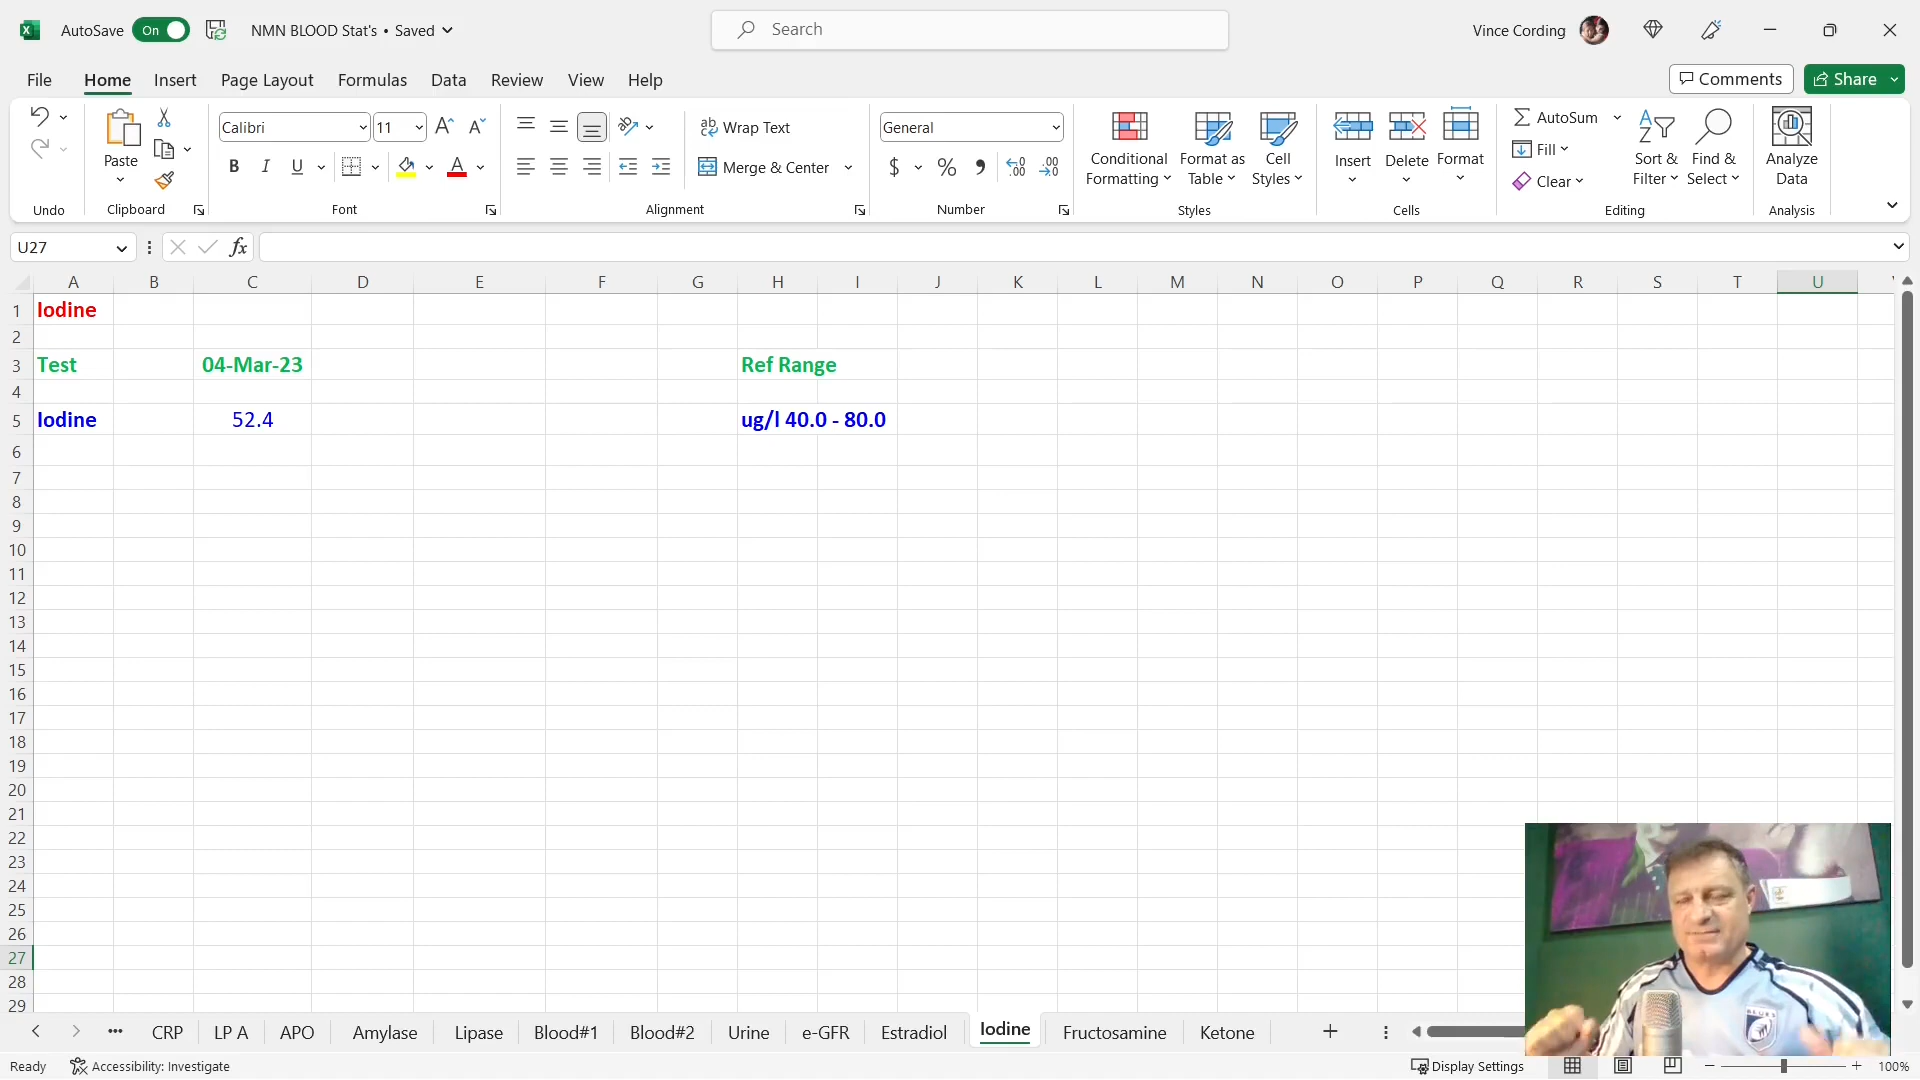 AutoSave On NMN BLOOD Stat's • Saved Search Vince Cording
File Home Insert Page Layout Formulas Data Review View Help Comments Share
Calibri 11 ab Wrap Text General AutoSum
Paste B I U A Merge & Center $ % Conditional Formatting Format as Table Cell Styles Insert Delete Format Fill Clear Sort & Filter Find & Select Analyze Data
Undo Clipboard Font Alignment Number Styles Cells Editing Analysis
U27 fx
A B C D E F G H I J K L M N O P Q R S T U
1 Iodine
2
3 Test 04-Mar-23 Ref Range
4
5 Iodine 52.4 ug/l 40.0 - 80.0
6
7
8
9
10
11
12
13
14
15
16
17
18
19
20
21
22
23
24
25
26
27
28
29
CRP LP A APO Amylase Lipase Blood#1 Blood#2 Urine e-GFR Estradiol Iodine Fructosamine Ketone
Ready Accessibility: Investigate Display Settings 100%
BLUES